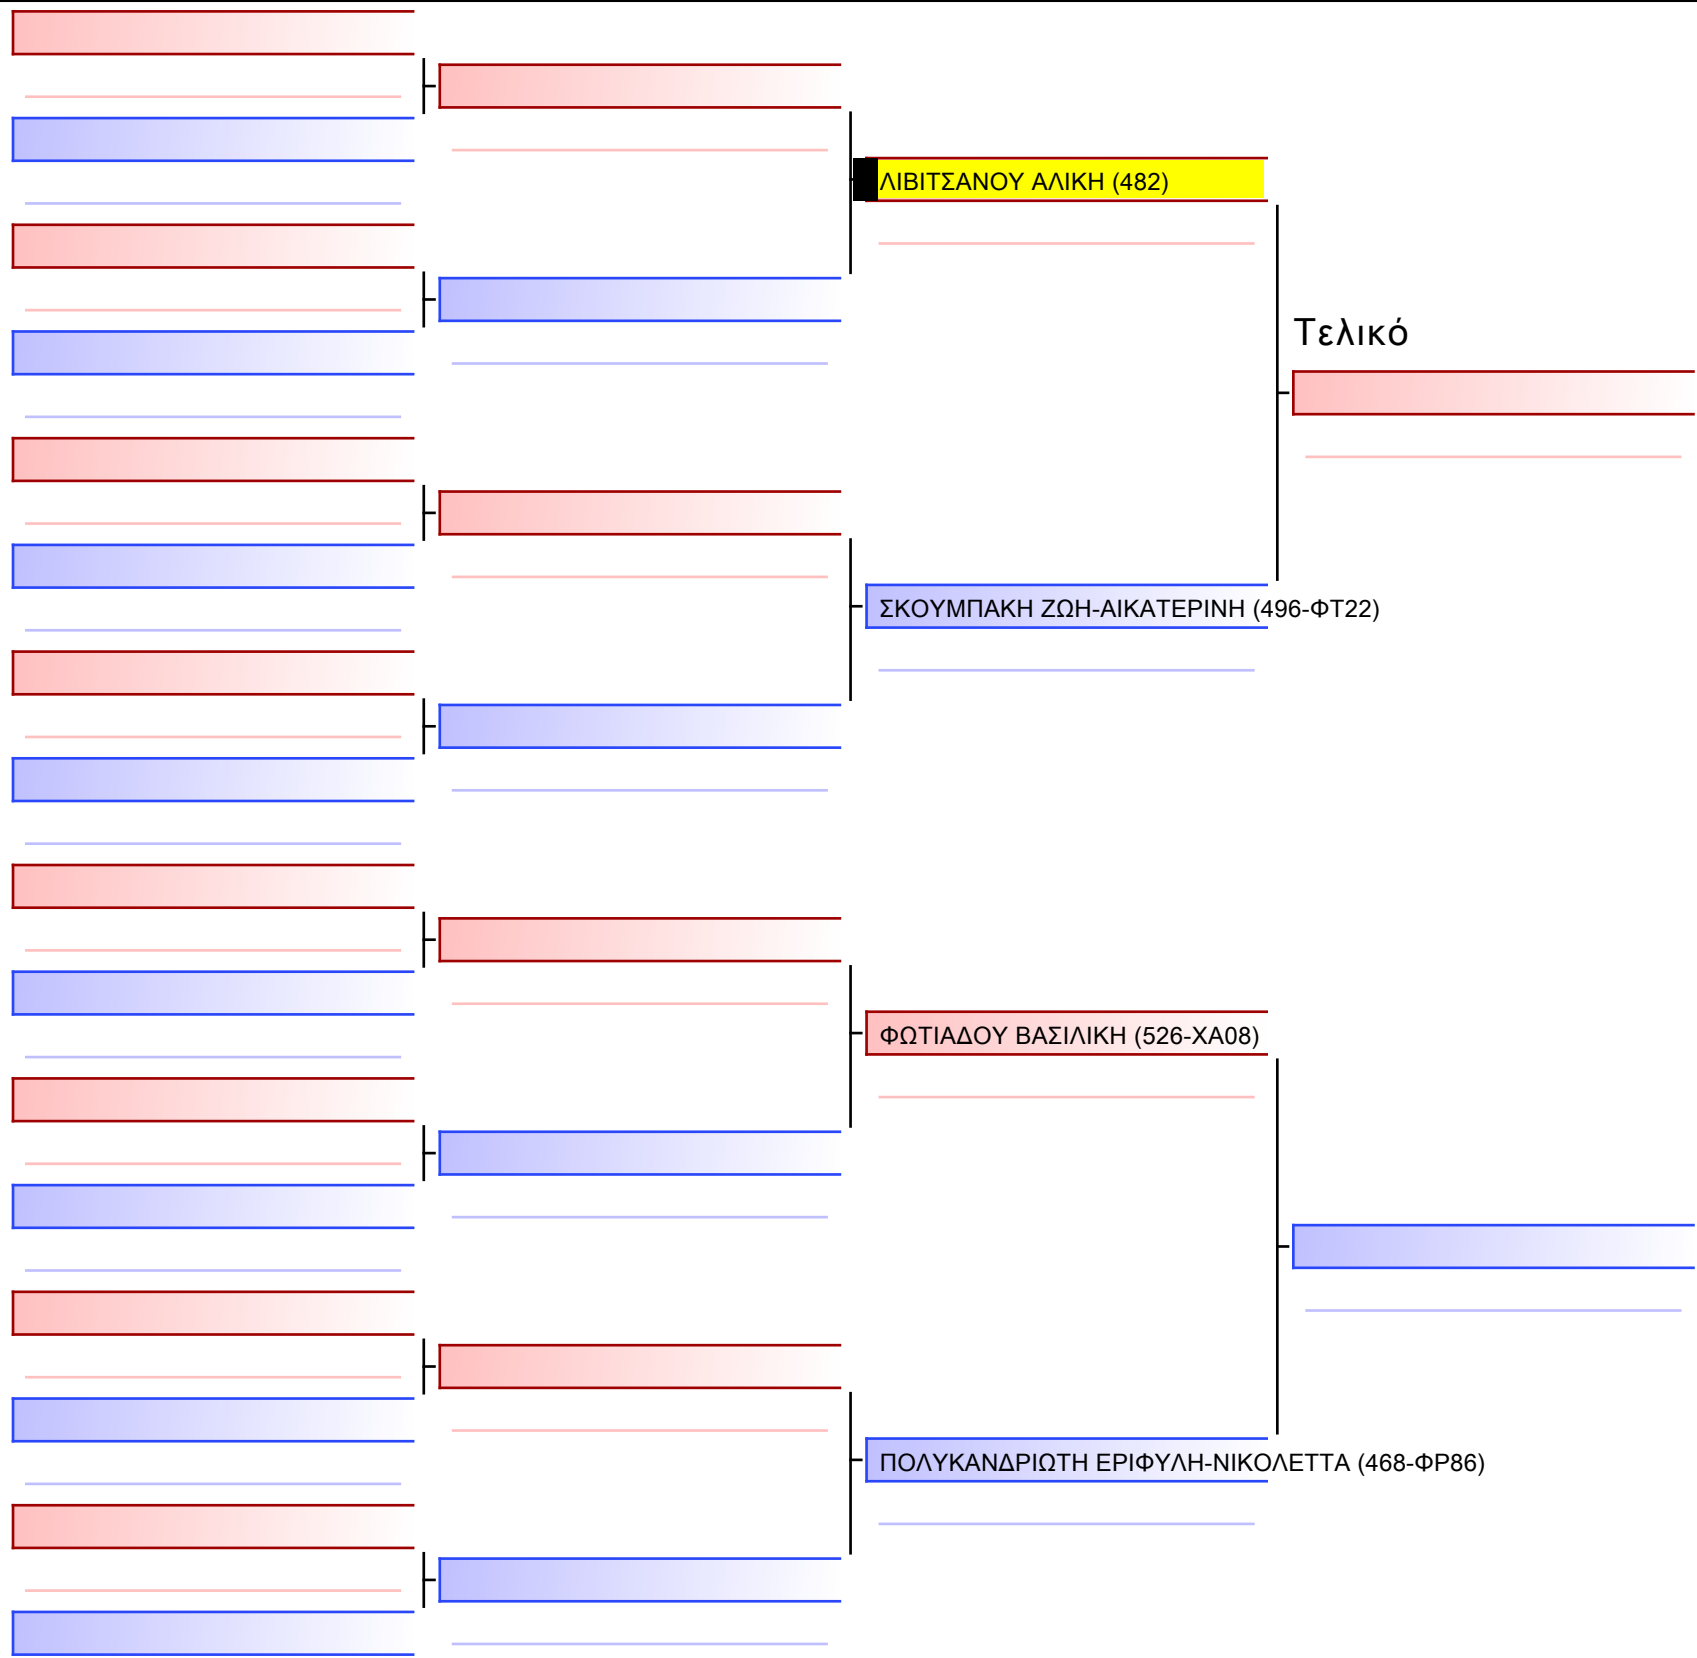 ΛΙΒΙΤΣΑΝΟΥ ΑΛΙΚΗ (482)
Τελικό
ΣΚΟΥΜΠΑΚΗ ΖΩΗ-ΑΙΚΑΤΕΡΙΝΗ (496-ΦΤ22)
ΦΩΤΙΑΔΟΥ ΒΑΣΙΛΙΚΗ (526-ΧΑ08)
ΠΟΛΥΚΑΝΔΡΙΩΤΗ ΕΡΙΦΥΛΗ-ΝΙΚΟΛΕΤΤΑ (468-ΦΡ86)